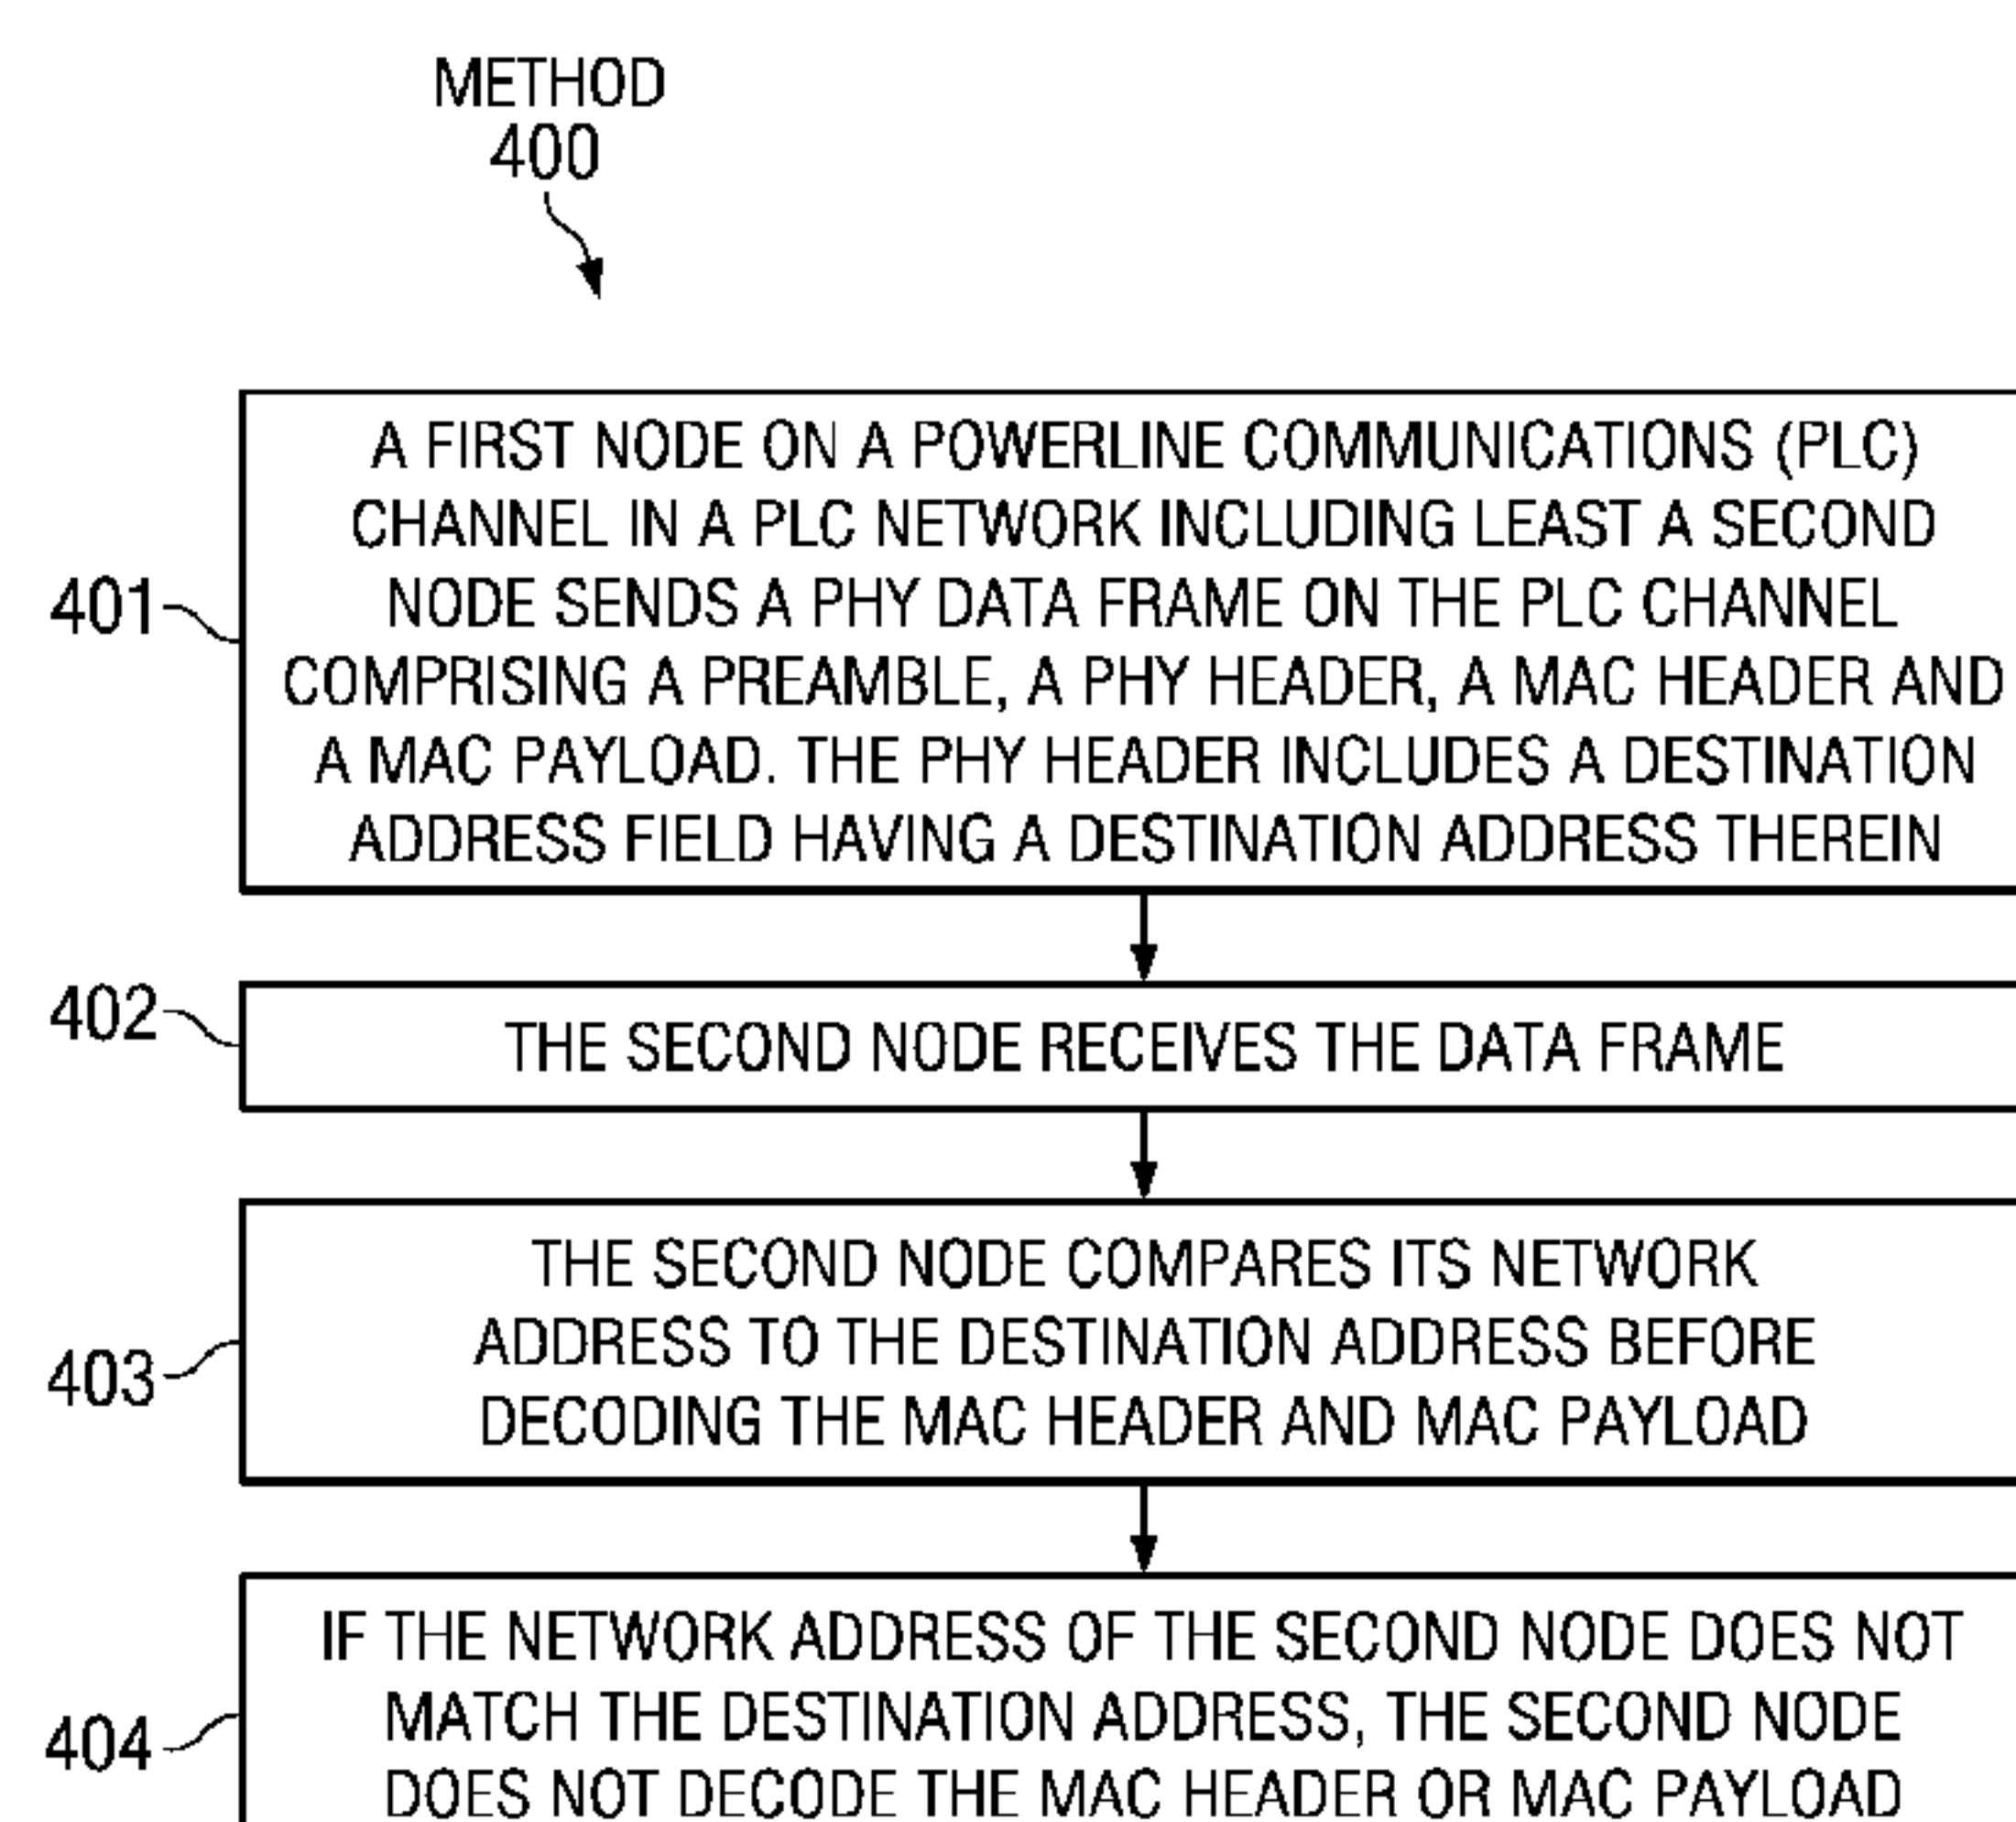 METHOD
400
401
A FIRST NODE ON A POWERLINE COMMUNICATIONS (PLC)
CHANNEL IN A PLC NETWORK INCLUDING LEAST A SECOND
NODE SENDS A PHY DATA FRAME ON THE PLC CHANNEL
COMPRISING A PREAMBLE, A PHY HEADER, A MAC HEADER AND
A MAC PAYLOAD. THE PHY HEADER INCLUDES A DESTINATION
ADDRESS FIELD HAVING A DESTINATION ADDRESS THEREIN
402
THE SECOND NODE RECEIVES THE DATA FRAME
403
THE SECOND NODE COMPARES ITS NETWORK
ADDRESS TO THE DESTINATION ADDRESS BEFORE
DECODING THE MAC HEADER AND MAC PAYLOAD
404
IF THE NETWORK ADDRESS OF THE SECOND NODE DOES NOT
MATCH THE DESTINATION ADDRESS, THE SECOND NODE
DOES NOT DECODE THE MAC HEADER OR MAC PAYLOAD